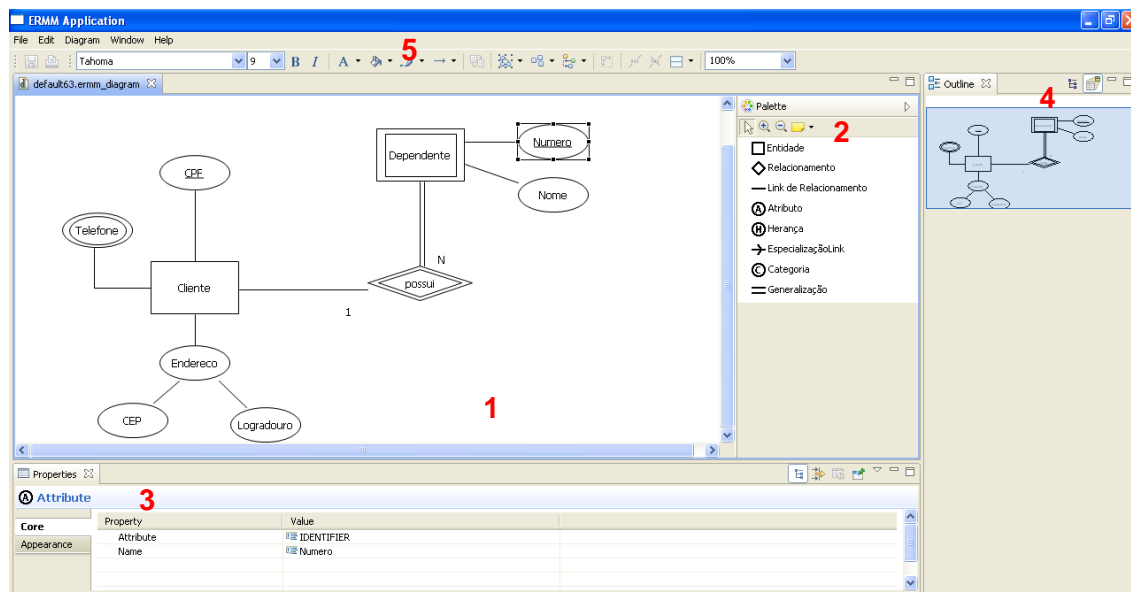 ERMM Application
File Edit Diagram Window Help
Tahoma 9 B I A 100%
5
default63.ermm_diagram
Outline
4
Palette
2
Entidade
Relacionamento
Link de Relacionamento
A Atributo
H Herança
EspecializaçãoLink
C Categoria
Generalização
Numero
Dependente
Nome
CPF
Telefone
N
Cliente
possui
1
Endereco
CEP
Logradouro
1
Properties
A Attribute
3
Core
Appearance
Property Value
Attribute IDENTIFIER
Name Numero